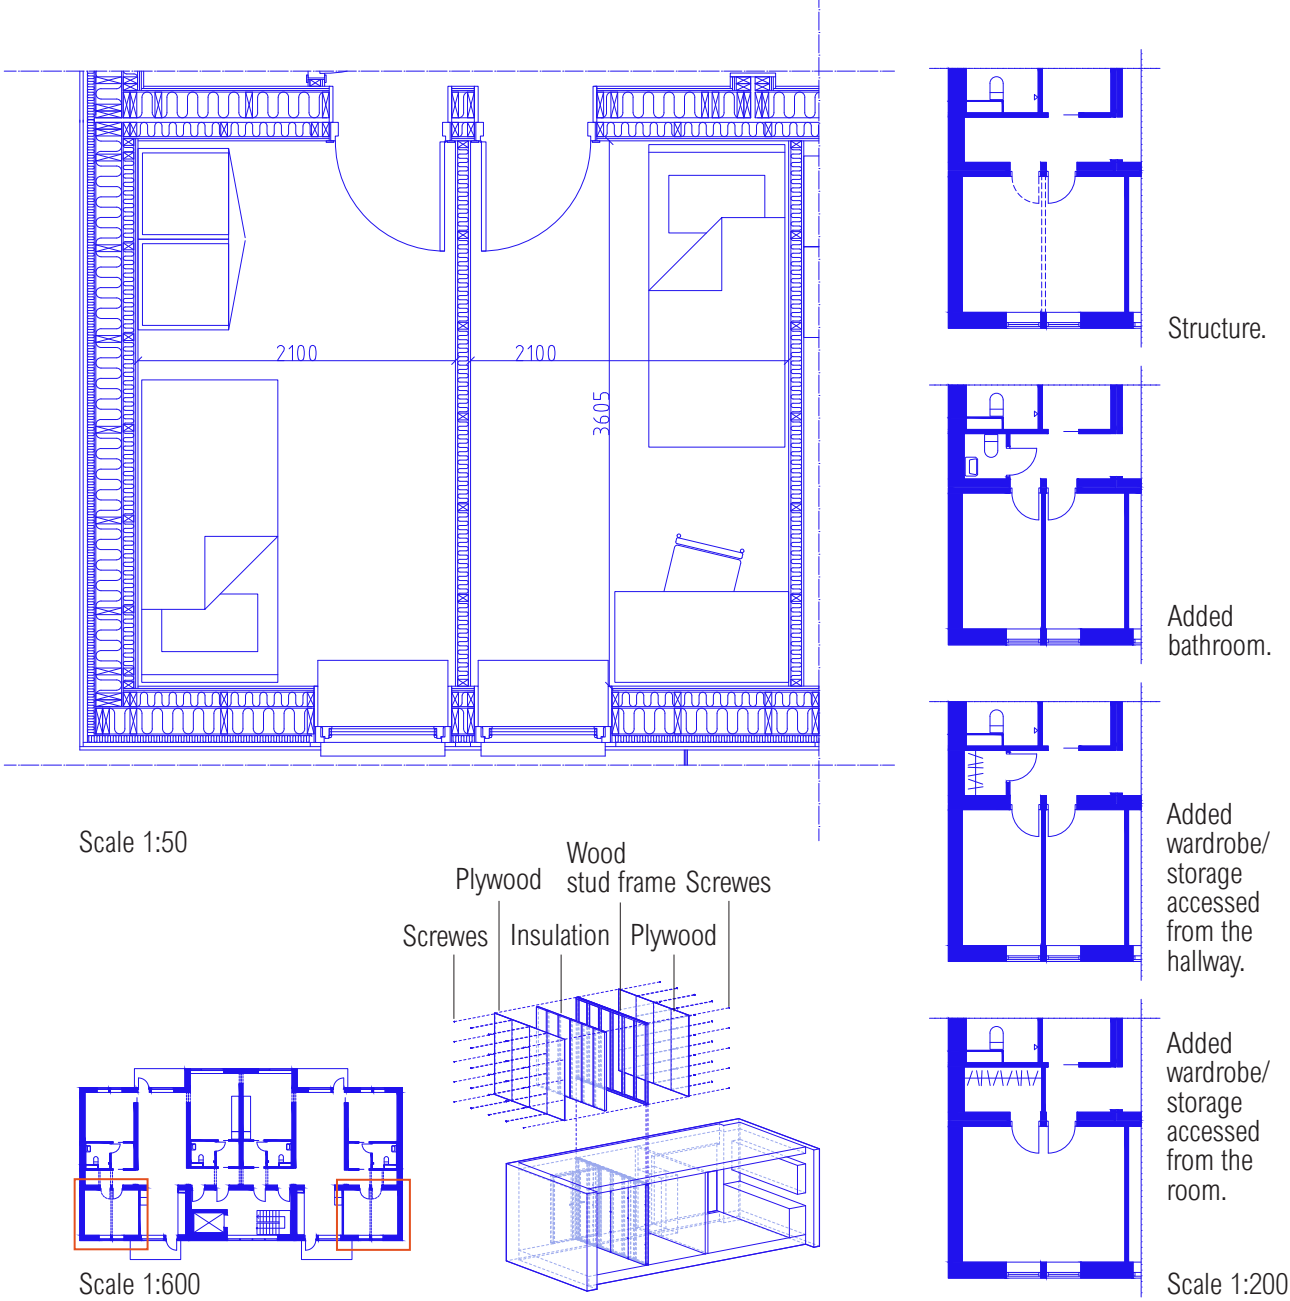 2100
2100
3605
Structure.
Added
bathroom.
Scale 1:50
Added
wardrobe/
storage
accessed
from the
hallway.
Wood
Plywood stud frame Screwes
Screwes Insulation Plywood
Added
wardrobe/
storage
accessed
from the
room.
Scale 1:600
Scale 1:200